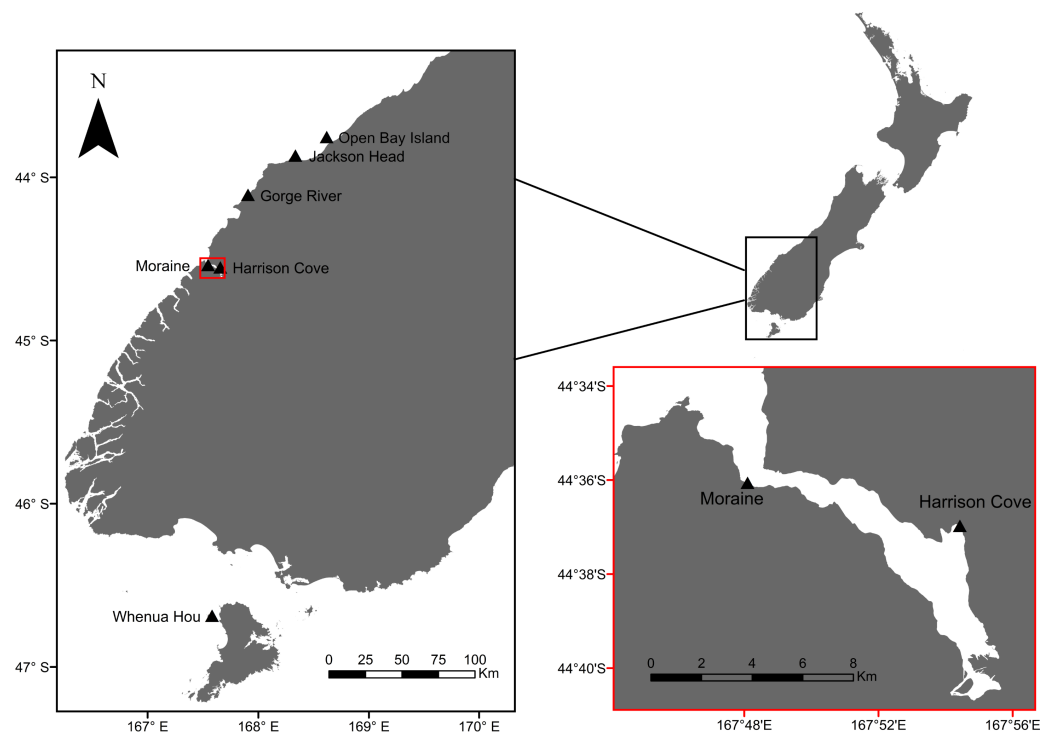 N
Open Bay Island
Jackson Head
44° S
Gorge River
Moraine
Harrison Cove
45° S
46° S
Whenua Hou
47° S
0 25 50 75 100
Km
167° E 168° E 169° E 170° E
44°34'S
44°36'S
Moraine
Harrison Cove
44°38'S
44°40'S
0 2 4 6 8
Km
167°48'E 167°52'E 167°56'E